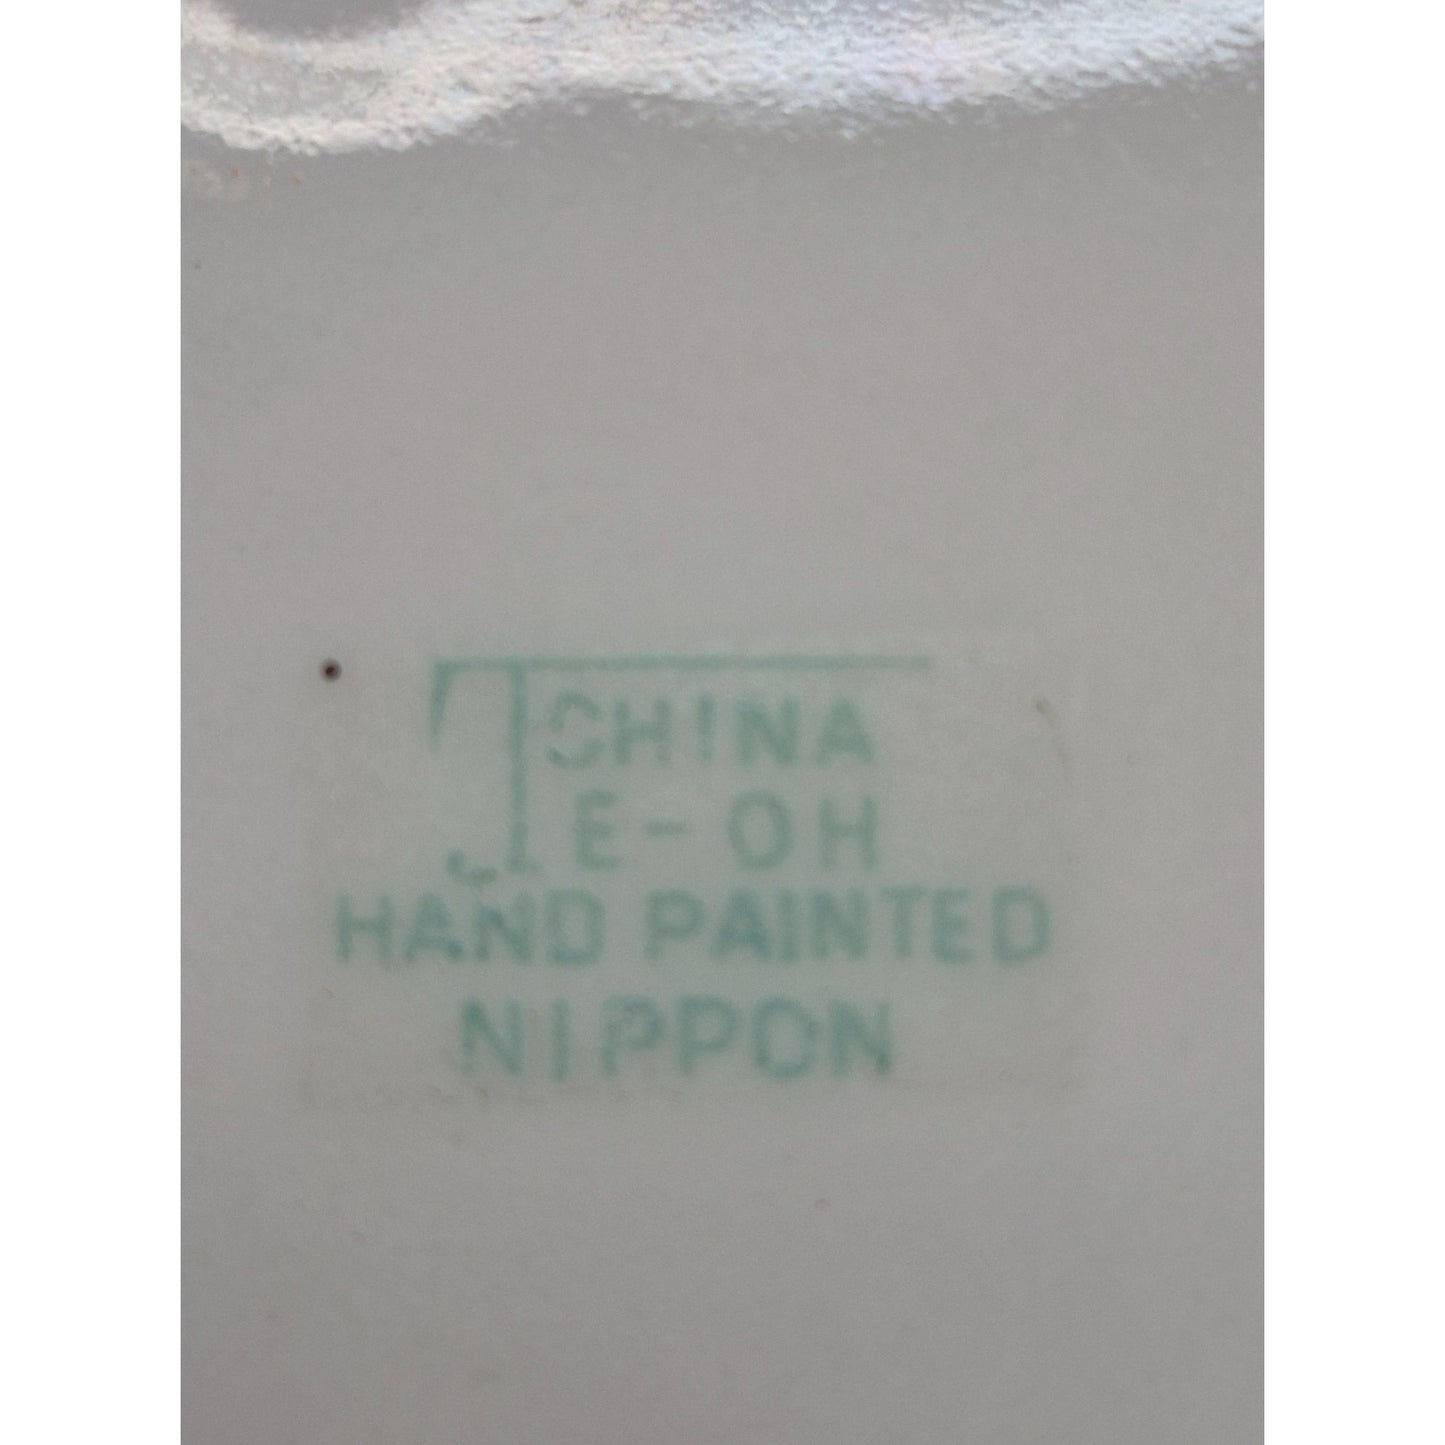 T CHINA
E-OH
HAND PAINTED
NIPPON